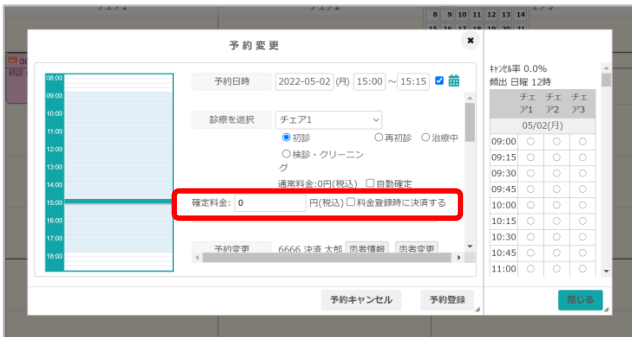 8 9 10 11 12 13 14
予約変更
×
予約日時 2022-05-02 (月) 15:00 ～ 15:15
診療を選択 チェア1
初診 再初診 治療中
検診・クリーニン
グ
通常料金:0円(税込) 自動確定
確定料金: 0 円(税込) 料金登録時に決済する
予約変更 6666 決済 太郎 患者情報 患者変更
予約キャンセル 予約登録
08:00
09:00
10:00
11:00
12:00
13:00
14:00
15:00
16:00
17:00
18:00
ｷｬﾝｾﾙ率 0.0%
頻出 日曜 12時
チェ チェ チェ
ア1 ア2 ア3
05/02(月)
09:00
09:15
09:30
09:45
10:00
10:15
10:30
10:45
11:00
閉じる